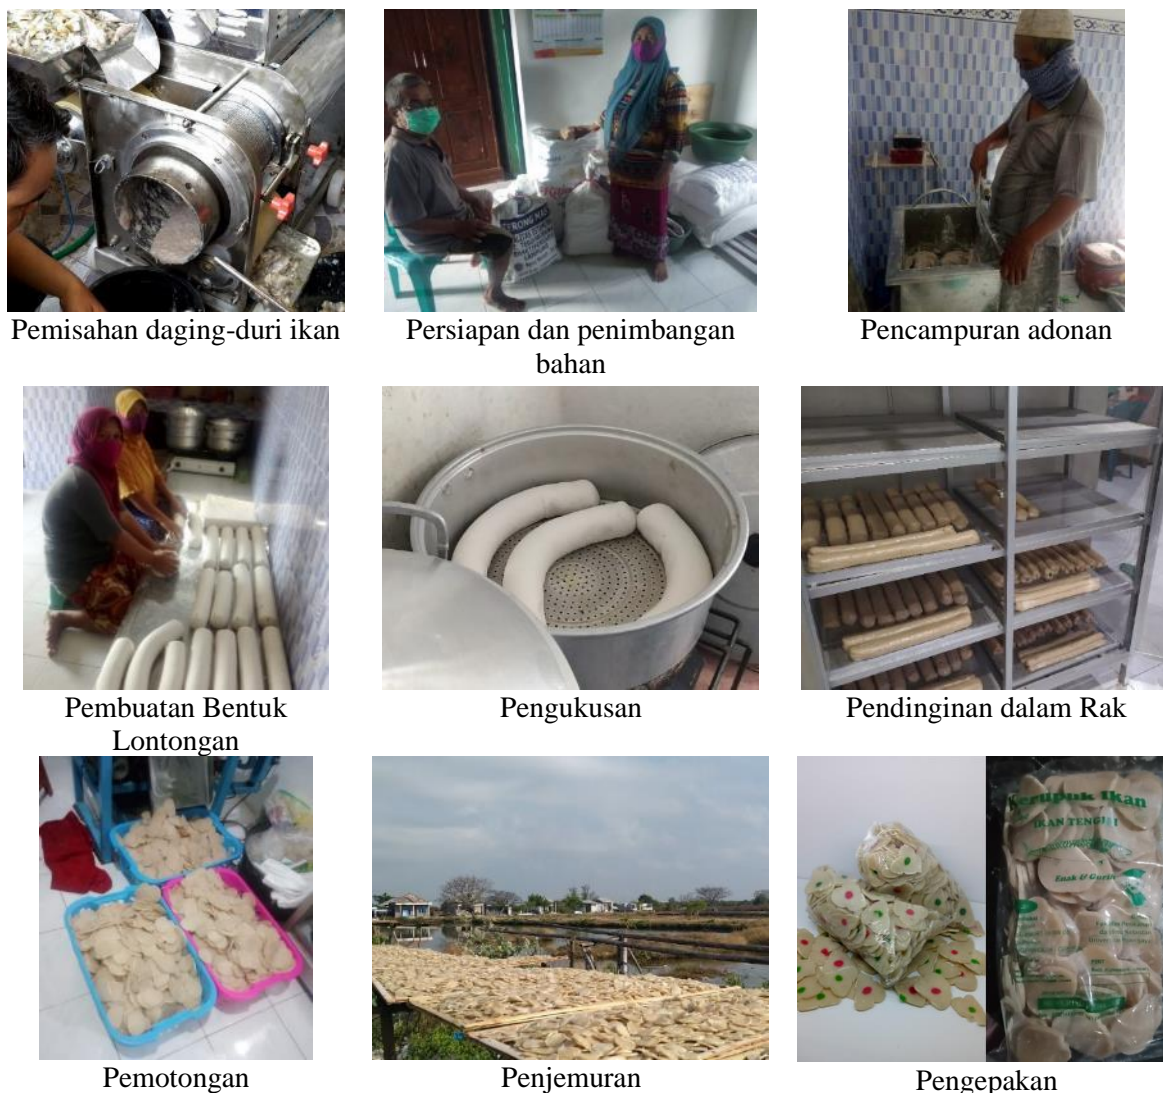 Pemisahan daging-duri ikan
Persiapan dan penimbangan
bahan
Pencampuran adonan
Pembuatan Bentuk
Lontongan
Pengukusan
Pendinginan dalam Rak
Kerupuk Ikan
IKAN TENGIRI
Enak & Gurih
Pemotongan
Penjemuran
Pengepakan